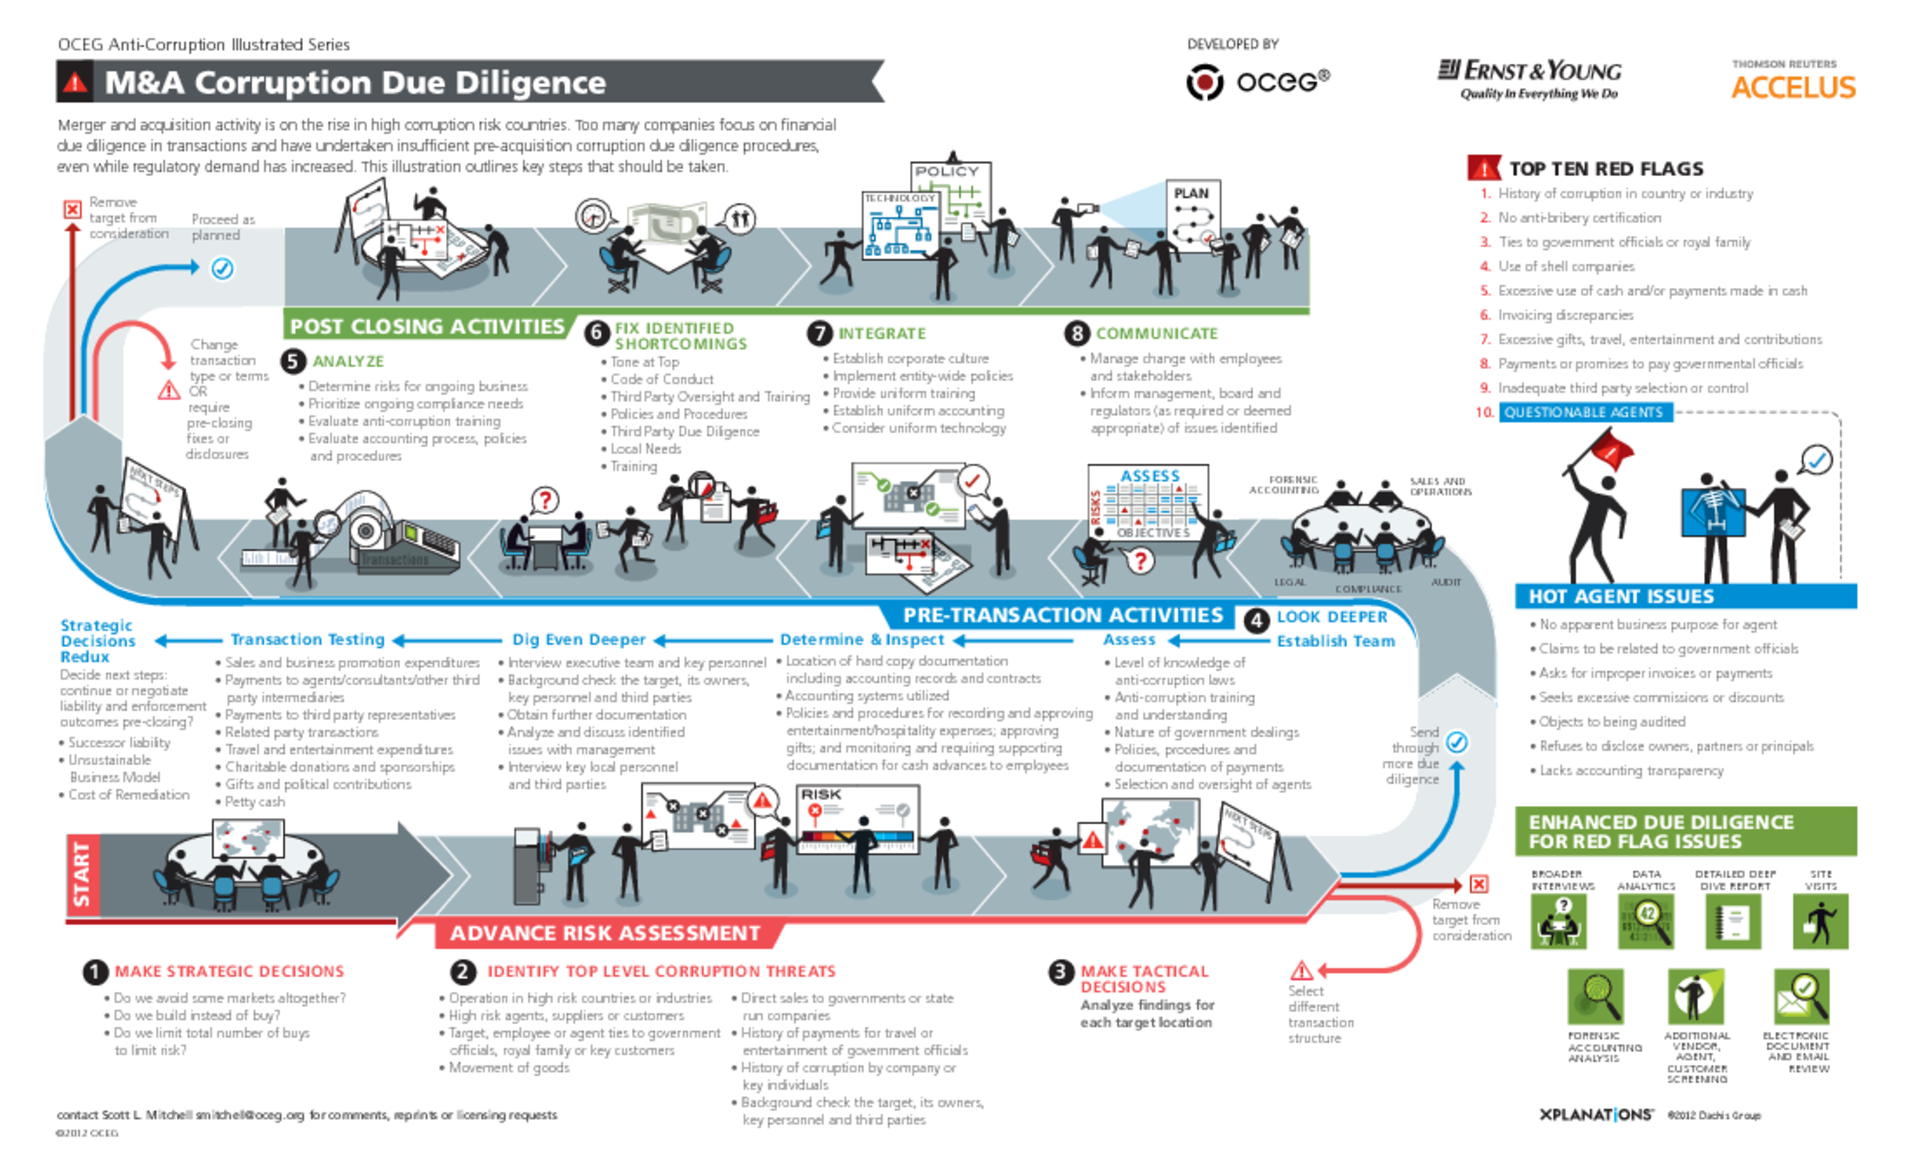 OCEG Anti-Corruption Illustrated Series
M&A Corruption Due Diligence
Merger and acquisition activity is on the rise in high corruption risk countries. Too many companies focus on financial
due diligence in transactions and have undertaken insufficient pre-acquisition corruption due diligence procedures,
even while regulatory demand has increased. This illustration outlines key steps that should be taken.
DEVELOPED BY
OCEG®
ERNST & YOUNG
Quality In Everything We Do
THOMSON REUTERS
ACCELUS
Remove
target from
consideration
Proceed as
planned
Change
transaction
type or terms
OR
require
pre-closing
fixes or
disclosures
POLICY
TECHNOLOGY
PLAN
POST CLOSING ACTIVITIES
5 ANALYZE
• Determine risks for ongoing business
• Prioritize ongoing compliance needs
• Evaluate anti-corruption training
• Evaluate accounting process, policies
and procedures
6 FIX IDENTIFIED
SHORTCOMINGS
• Tone at Top
• Code of Conduct
• Third Party Oversight and Training
• Policies and Procedures
• Third Party Due Diligence
• Local Needs
• Training
7 INTEGRATE
• Establish corporate culture
• Implement entity-wide policies
• Provide uniform training
• Establish uniform accounting
• Consider uniform technology
8 COMMUNICATE
• Manage change with employees
and stakeholders
• Inform management, board and
regulators (as required or deemed
appropriate) of issues identified
NEXT STEPS
Transactions
?
ASSESS
RISKS
OBJECTIVES
?
FORENSIC
ACCOUNTING
SALES AND
OPERATIONS
LEGAL
COMPLIANCE
AUDIT
PRE-TRANSACTION ACTIVITIES
4 LOOK DEEPER
Establish Team
Assess
• Level of knowledge of
anti-corruption laws
• Anti-corruption training
and understanding
• Nature of government dealings
• Policies, procedures and
documentation of payments
• Selection and oversight of agents
Determine & Inspect
• Location of hard copy documentation
including accounting records and contracts
• Accounting systems utilized
• Policies and procedures for recording and approving
entertainment/hospitality expenses; approving
gifts; and monitoring and requiring supporting
documentation for cash advances to employees
Dig Even Deeper
• Interview executive team and key personnel
• Background check the target, its owners,
key personnel and third parties
• Obtain further documentation
• Analyze and discuss identified
issues with management
• Interview key local personnel
and third parties
Transaction Testing
• Sales and business promotion expenditures
• Payments to agents/consultants/other third
party intermediaries
• Payments to third party representatives
• Related party transactions
• Travel and entertainment expenditures
• Charitable donations and sponsorships
• Gifts and political contributions
• Petty cash
Strategic
Decisions
Redux
Decide next steps:
continue or negotiate
liability and enforcement
outcomes pre-closing?
• Successor liability
• Unsustainable
Business Model
• Cost of Remediation
Send
through
more due
diligence
START
RISK
NEXT STEPS
Remove
target from
consideration
Select
different
transaction
structure
ADVANCE RISK ASSESSMENT
1 MAKE STRATEGIC DECISIONS
• Do we avoid some markets altogether?
• Do we build instead of buy?
• Do we limit total number of buys
to limit risk?
2 IDENTIFY TOP LEVEL CORRUPTION THREATS
• Operation in high risk countries or industries
• High risk agents, suppliers or customers
• Target, employee or agent ties to government
officials, royal family or key customers
• Movement of goods
• Direct sales to governments or state
run companies
• History of payments for travel or
entertainment of government officials
• History of corruption by company or
key individuals
• Background check the target, its owners,
key personnel and third parties
3 MAKE TACTICAL
DECISIONS
Analyze findings for
each target location
TOP TEN RED FLAGS
1. History of corruption in country or industry
2. No anti-bribery certification
3. Ties to government officials or royal family
4. Use of shell companies
5. Excessive use of cash and/or payments made in cash
6. Invoicing discrepancies
7. Excessive gifts, travel, entertainment and contributions
8. Payments or promises to pay governmental officials
9. Inadequate third party selection or control
10. QUESTIONABLE AGENTS
HOT AGENT ISSUES
• No apparent business purpose for agent
• Claims to be related to government officials
• Asks for improper invoices or payments
• Seeks excessive commissions or discounts
• Objects to being audited
• Refuses to disclose owners, partners or principals
• Lacks accounting transparency
ENHANCED DUE DILIGENCE
FOR RED FLAG ISSUES
BROADER
INTERVIEWS
DATA
ANALYTICS
DETAILED DEEP
DIVE REPORT
SITE
VISITS
?
42
FORENSIC
ACCOUNTING
ANALYSIS
ADDITIONAL
VENDOR,
AGENT,
CUSTOMER
SCREENING
ELECTRONIC
DOCUMENT
AND EMAIL
REVIEW
contact Scott L. Mitchell smitchell@oceg.org for comments, reprints or licensing requests
©2012 OCEG
XPLANATIONS™ ©2012 Dachis Group